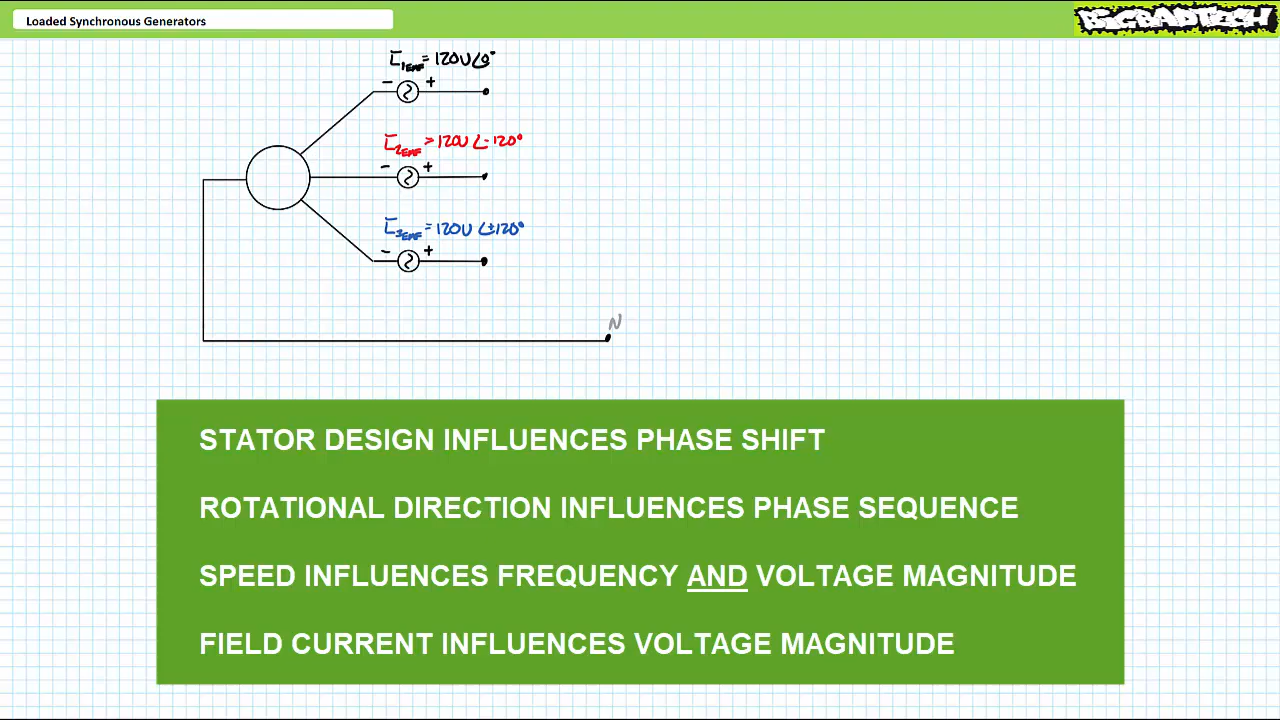 Loaded Synchronous Generators
BIGBADTECH
E1EMF = 120V∠0°
- +
E2EMF = 120V∠-120°
- +
E3EMF = 120V∠±120°
- +
N
STATOR DESIGN INFLUENCES PHASE SHIFT
ROTATIONAL DIRECTION INFLUENCES PHASE SEQUENCE
SPEED INFLUENCES FREQUENCY AND VOLTAGE MAGNITUDE
FIELD CURRENT INFLUENCES VOLTAGE MAGNITUDE